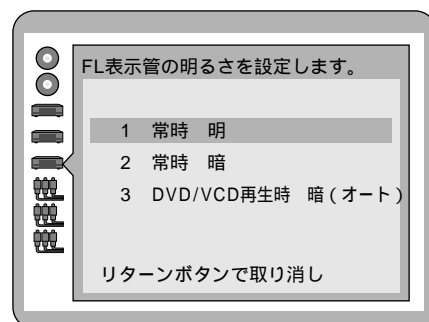 FL表示管の明るさを設定します。
1 常時 明
2 常時 暗
3 DVD/VCD再生時 暗(オート)
リターンボタンで取り消し